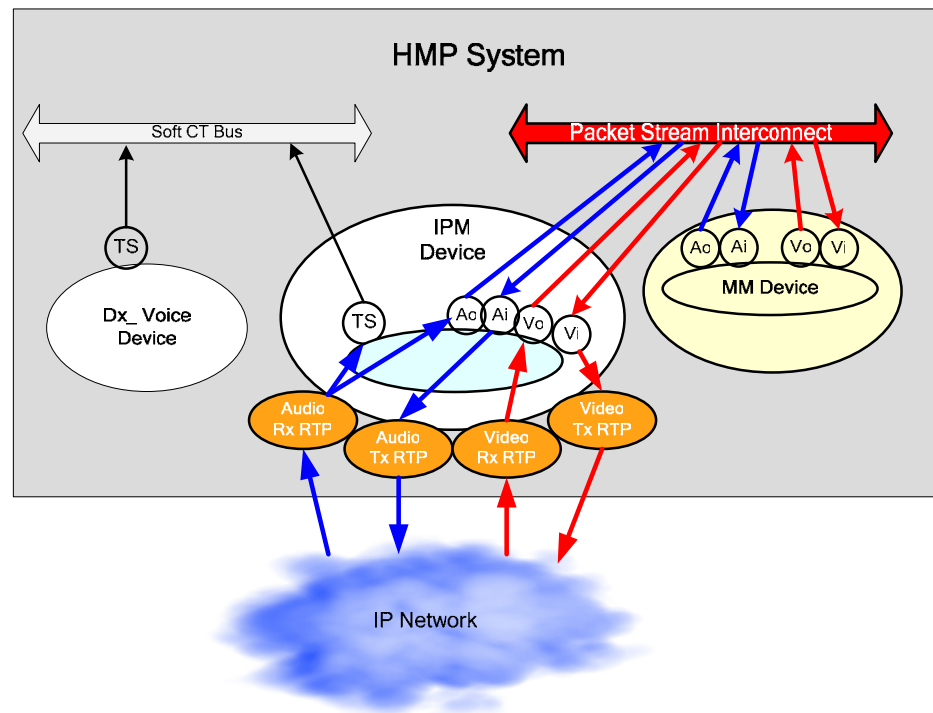 HMP System
Soft CT Bus
Packet Stream Interconnect
IPM
Device
TS
Ao
Ai
Vo
Vi
MM Device
Dx_ Voice
Device
TS
Ao
Ai
Vo
Vi
Audio
Rx RTP
Audio
Tx RTP
Video
Rx RTP
Video
Tx RTP
IP Network